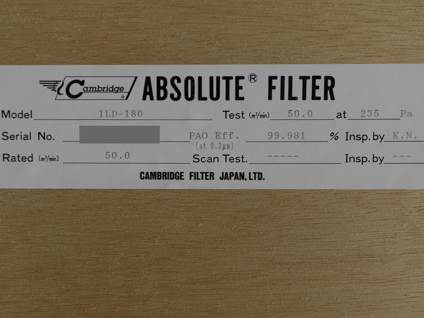 Cambridge® ABSOLUTE® FILTER
Model 1LD-180 Test (m³/min) 50.0 at 235 Pa
Serial No. PAO Eff. 99.981 % Insp.by K.N.
(at 0.1μm)
Rated (m³/min) 50.0 Scan Test. ----- Insp.by ---
CAMBRIDGE FILTER JAPAN,LTD.